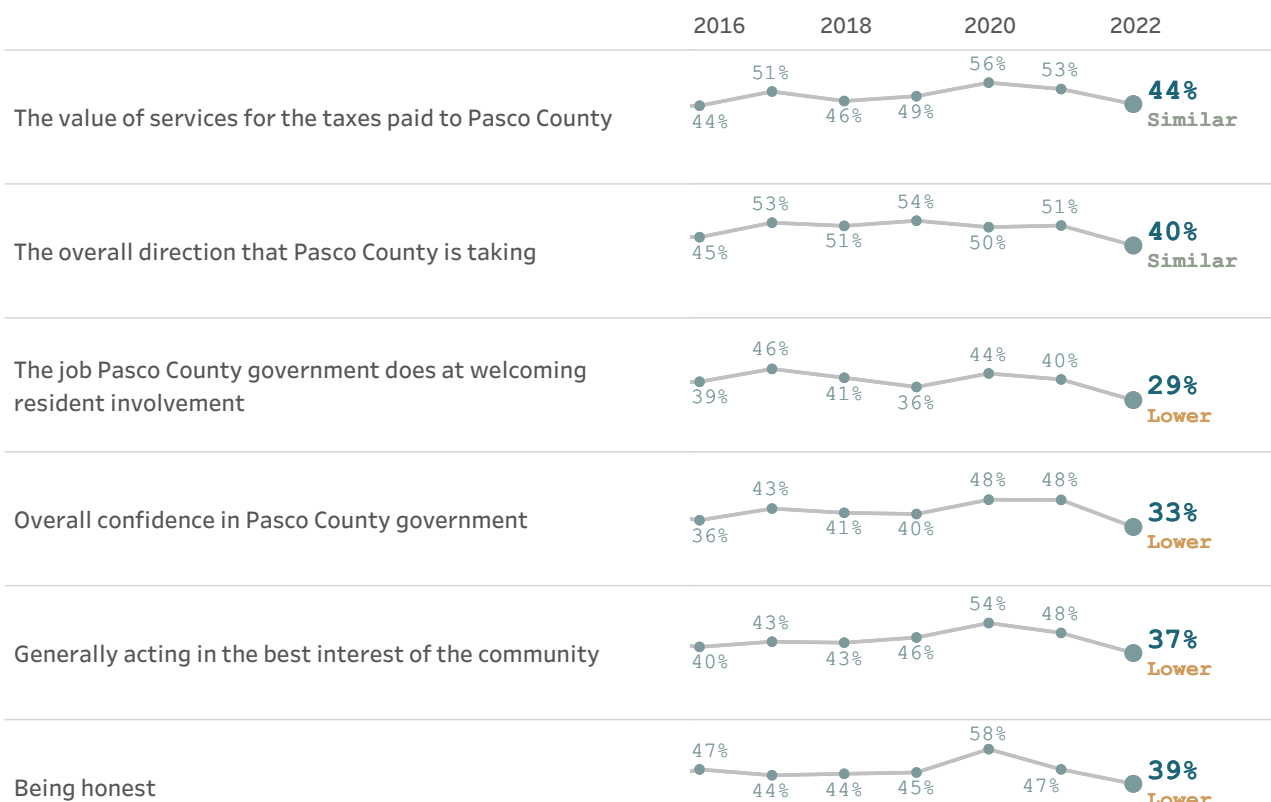 2016 2018 2020 2022
The value of services for the taxes paid to Pasco County
44% 51% 46% 49% 56% 53% 44%
Similar
The overall direction that Pasco County is taking
45% 53% 51% 54% 50% 51% 40%
Similar
The job Pasco County government does at welcoming
resident involvement
39% 46% 41% 36% 44% 40% 29%
Lower
Overall confidence in Pasco County government
36% 43% 41% 40% 48% 48% 33%
Lower
Generally acting in the best interest of the community
40% 43% 43% 46% 54% 48% 37%
Lower
Being honest
47% 44% 44% 45% 58% 47% 39%
Lower